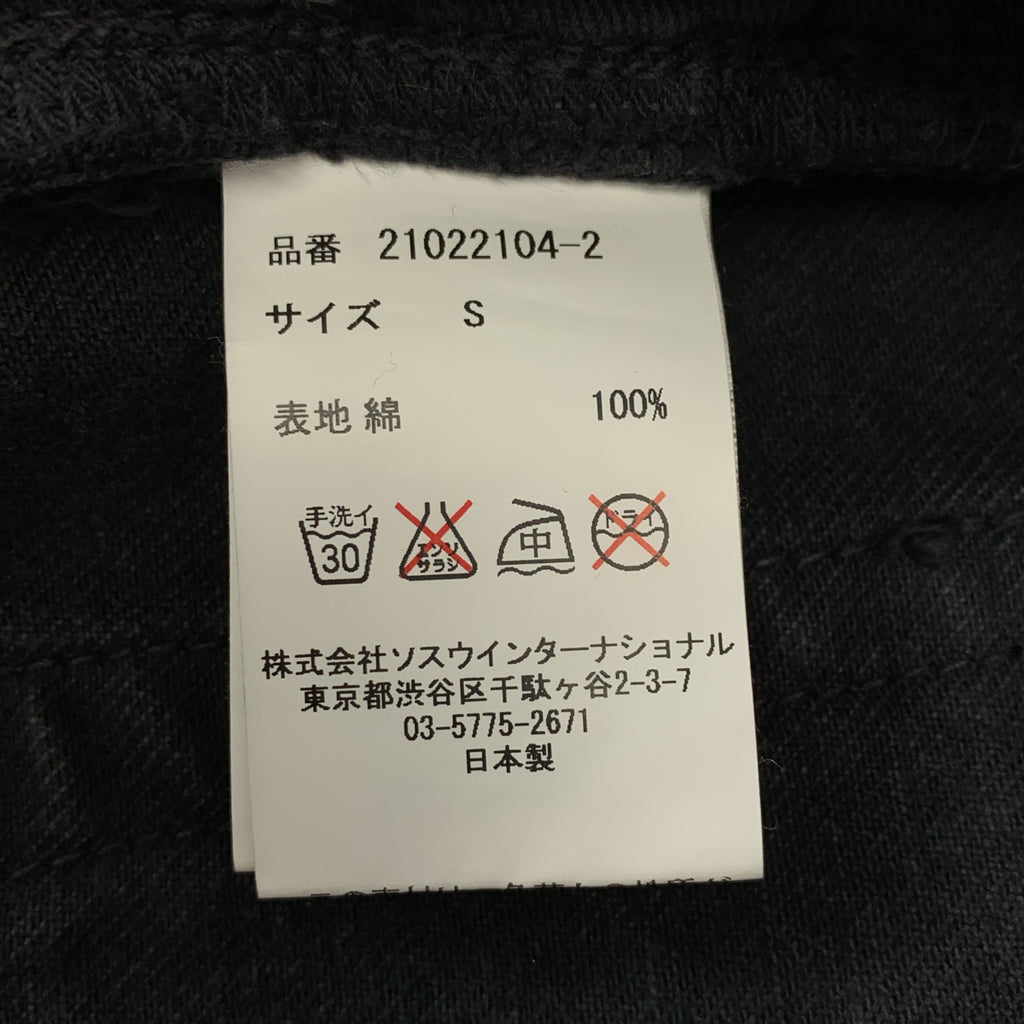 品番 21022104-2
サイズ S
表地 綿 100%
手洗イ
30
エンソ
サラシ
中
ドライ
株式会社ソスウインターナショナル
東京都渋谷区千駄ヶ谷2-3-7
03-5775-2671
日本製